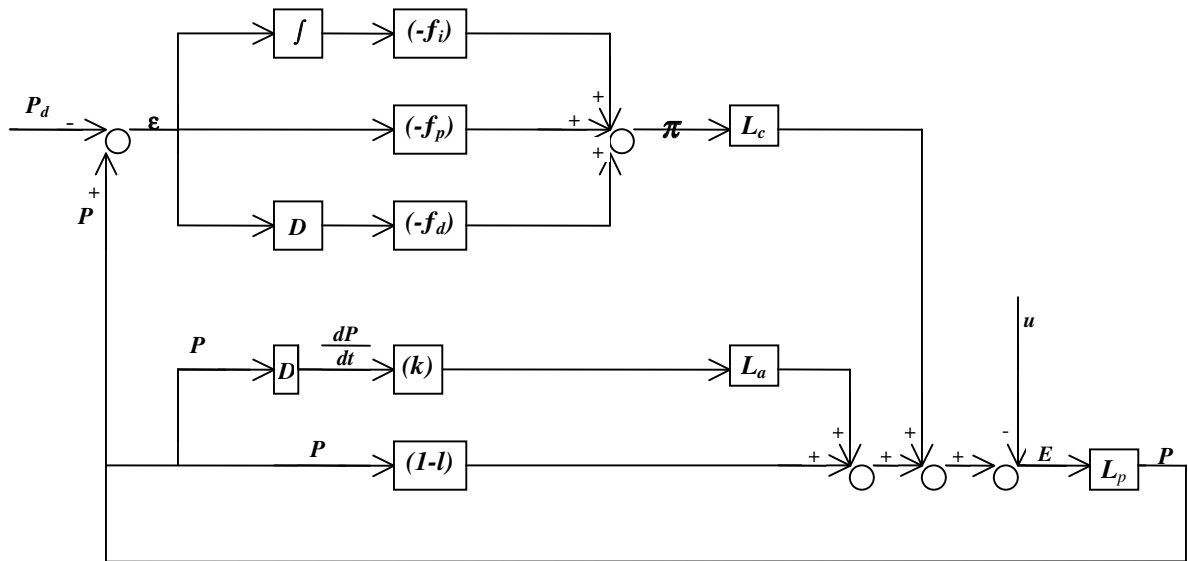 ∫ (-f_i)
+
P_d - ε (-f_p) + π L_c
+
+
P
D (-f_d)
u
P D dP/dt (k) L_a
+ + -
P (1-l) + + + E L_p P